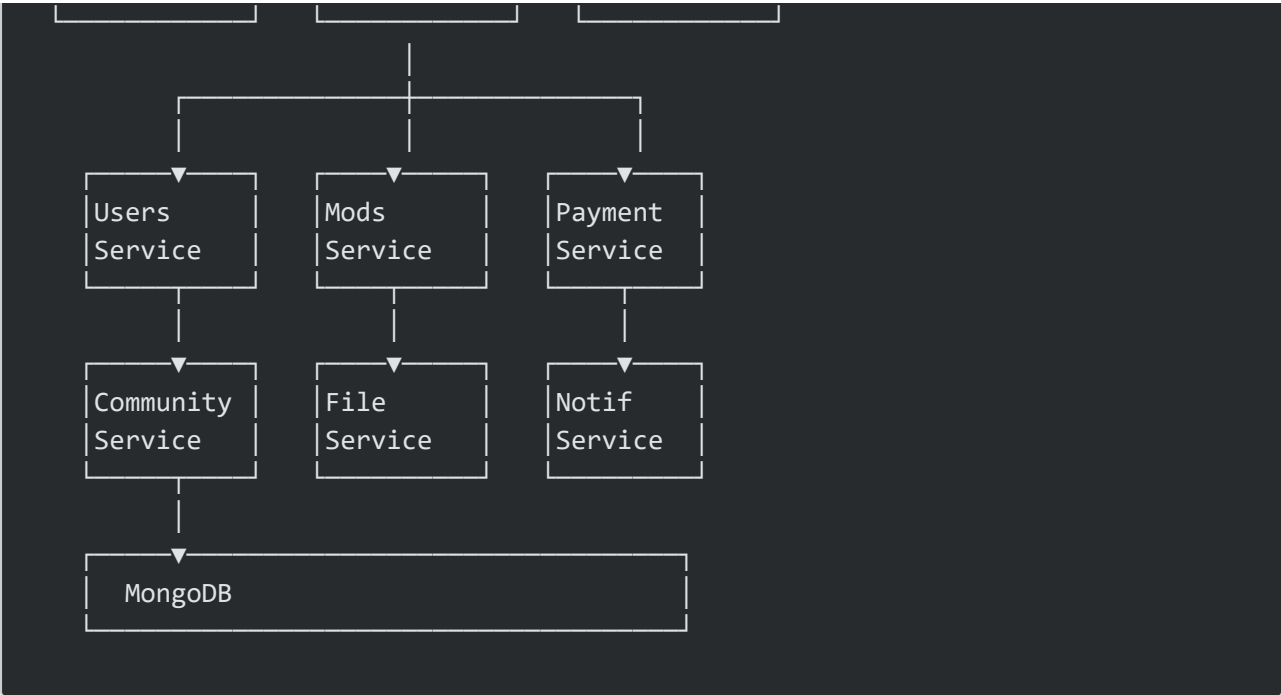 Users Mods Payment
Service Service Service
Community File Notif
Service Service Service
MongoDB